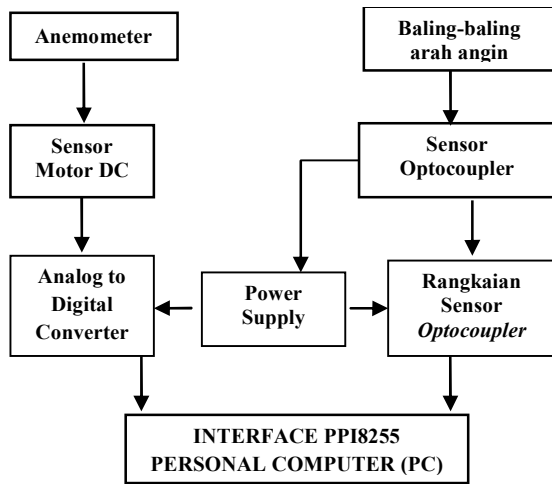 Anemometer
Baling-baling
arah angin
Sensor
Motor DC
Sensor
Optocoupler
Analog to
Digital
Converter
Power
Supply
Rangkaian
Sensor
Optocoupler
INTERFACE PPI8255
PERSONAL COMPUTER (PC)